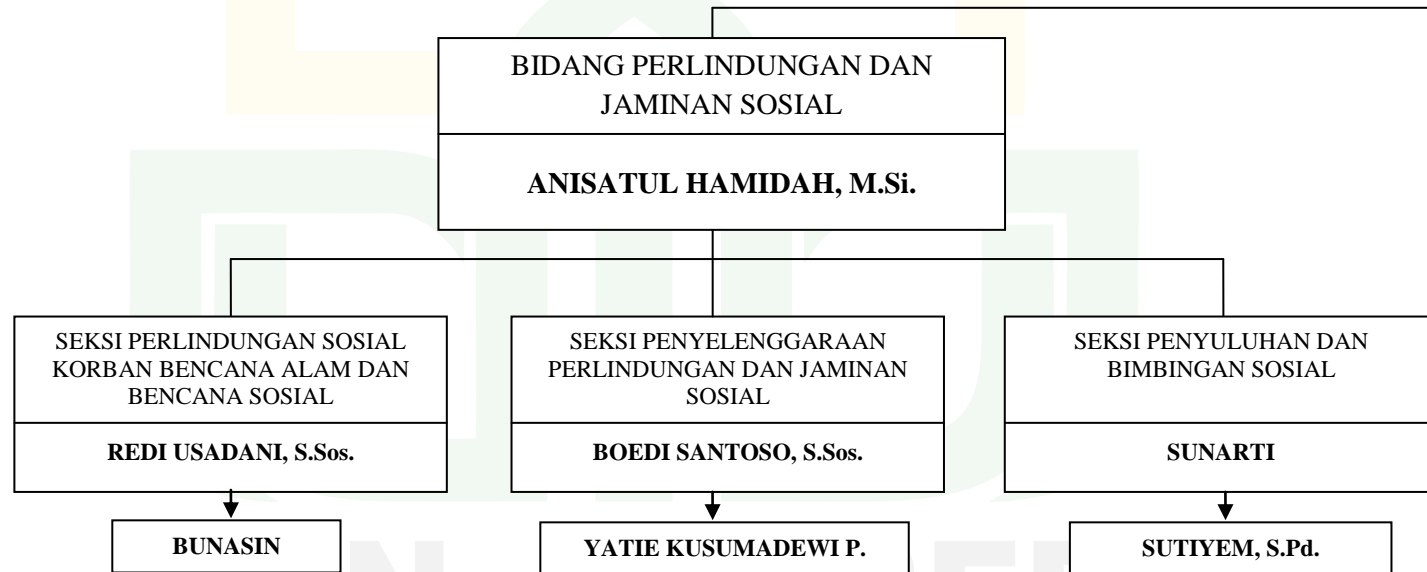 BIDANG PERLINDUNGAN DAN
JAMINAN SOSIAL
ANISATUL HAMIDAH, M.Si.
SEKSI PERLINDUNGAN SOSIAL
KORBAN BENCANA ALAM DAN
BENCANA SOSIAL
REDI USADANI, S.Sos.
BUNASIN
SEKSI PENYELENGGARAAN
PERLINDUNGAN DAN JAMINAN
SOSIAL
BOEDI SANTOSO, S.Sos.
YATIE KUSUMADEWI P.
SEKSI PENYULUHAN DAN
BIMBINGAN SOSIAL
SUNARTI
SUTIYEM, S.Pd.